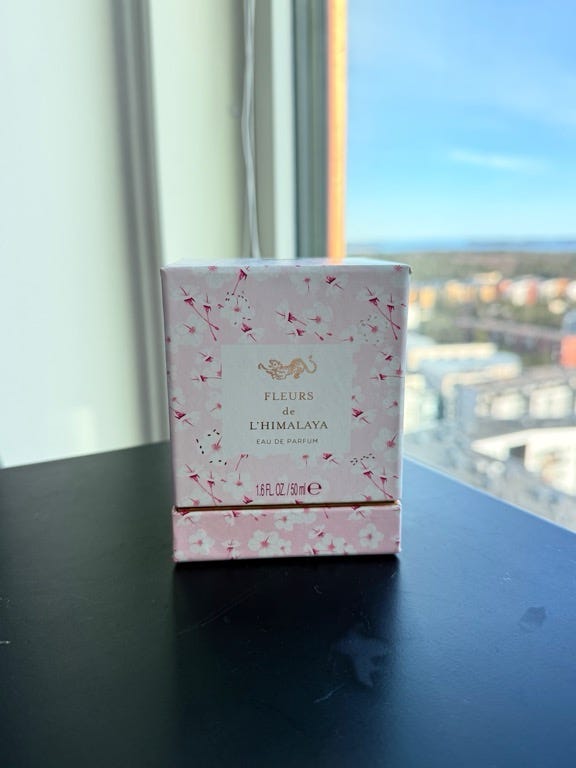 FLEURS
de
L'HIMALAYA
EAU DE PARFUM
1.6 FL. OZ. / 50 ml ℮